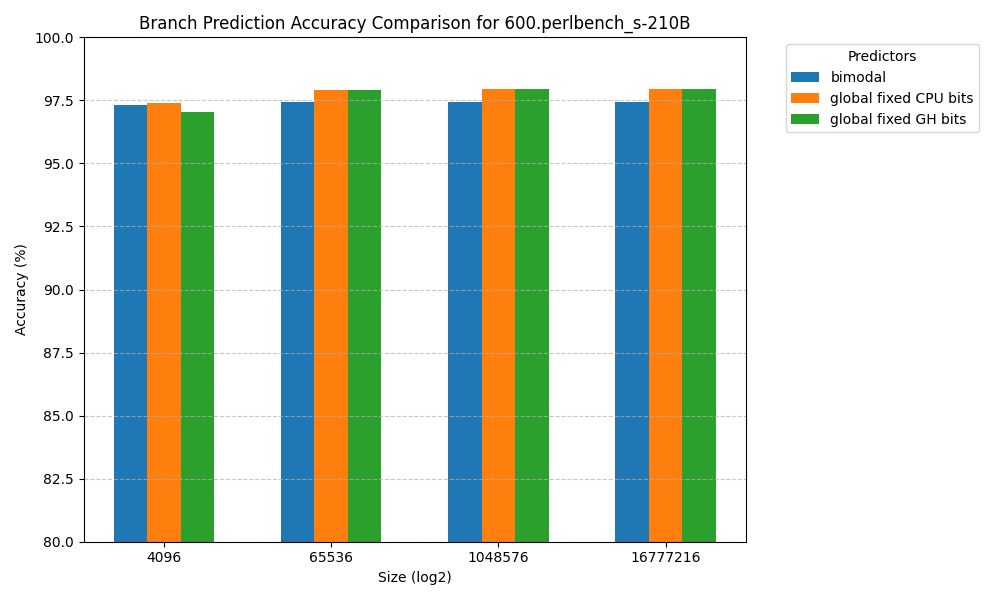 Branch Prediction Accuracy Comparison for 600.perlbench_s-210B
100.0
97.5
95.0
92.5
90.0
87.5
85.0
82.5
80.0
Accuracy (%)
4096
65536
1048576
16777216
Size (log2)
Predictors
bimodal
global fixed CPU bits
global fixed GH bits